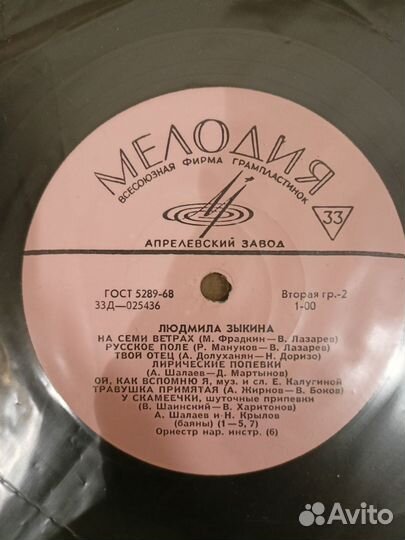 МЕЛОДИЯ
ВСЕСОЮЗНАЯ ФИРМА ГРАМПЛАСТИНОК
33
АПРЕЛЕВСКИЙ ЗАВОД
ГОСТ 5289-68 Вторая гр.-2
33Д—025436 1-00
ЛЮДМИЛА ЗЫКИНА
НА СЕМИ ВЕТРАХ (М. Фрадкин—В. Лазарев)
РУССКОЕ ПОЛЕ (Р. Мануков—В. Лазарев)
ТВОЙ ОТЕЦ (А. Долуханян—Н. Доризо)
ЛИРИЧЕСКИЕ ПОПЕВКИ
(А. Шалаев—Д. Мартынов)
ОЙ, КАК ВСПОМНЮ Я, муз. и сл. Е. Калугиной
ТРАВУШКА ПРИМЯТАЯ (А. Жирнов—В. Боков)
У СКАМЕЕЧКИ, шуточные припевки
(В. Шаинский—В. Харитонов)
А. Шалаев и Н. Крылов
(баяны) (1—5, 7)
Оркестр нар. инстр. (6)
Avito